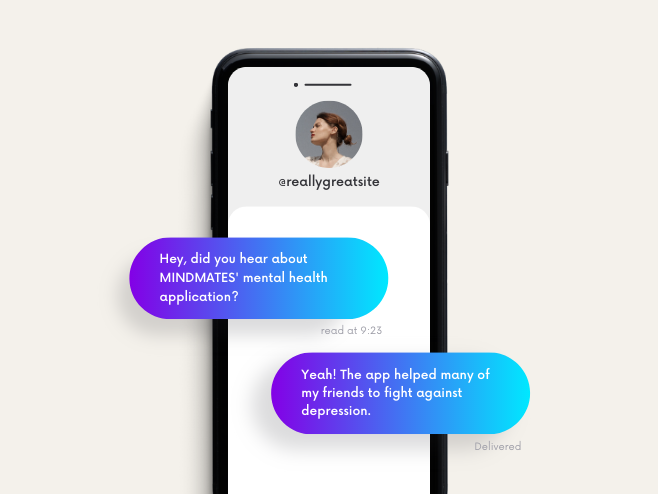 @reallygreatsite
Hey, did you hear about
MINDMATES' mental health
application?
read at 9:23
Yeah! The app helped many of
my friends to fight against
depression.
Delivered